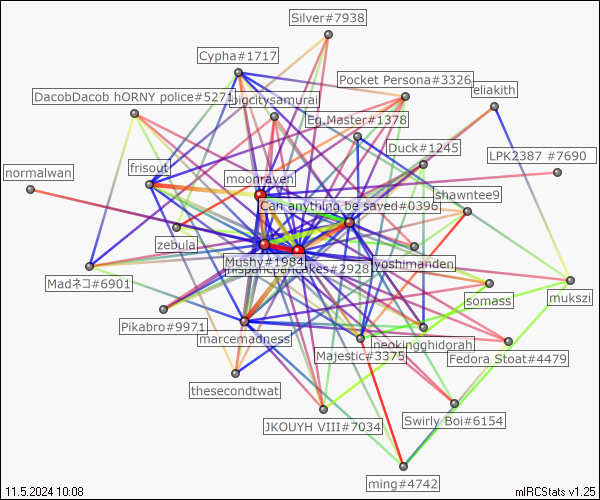 Silver#7938
Cypha#1717
Pocket Persona#3326
eliakith
DacobDacob hORNY police#5271
bigcitysamurai
Eg.Master#1378
Duck#1245
LPK2387 #7690
normalwan
frisout
moonraven
shawntee9
Can anything be saved#0396
zebula
Mushy#1984
yoshimanden
hispancpancakes#2928
Madネコ#6901
somass
mukszi
Pikabro#9971
marcemadness
neokingghidorah
Majestic#3375
Fedora Stoat#4479
thesecondtwat
JKOUYH VIII#7034
Swirly Boi#6154
ming#4742
11.5.2024 10:08
mIRCStats v1.25